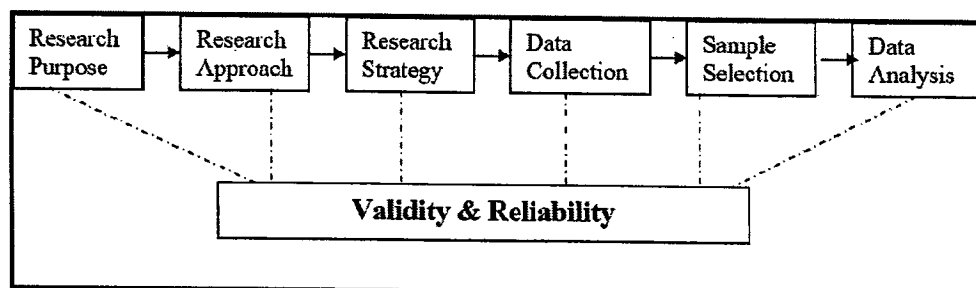 Research
Purpose
Research
Approach
Research
Strategy
Data
Collection
Sample
Selection
Data
Analysis
Validity & Reliability